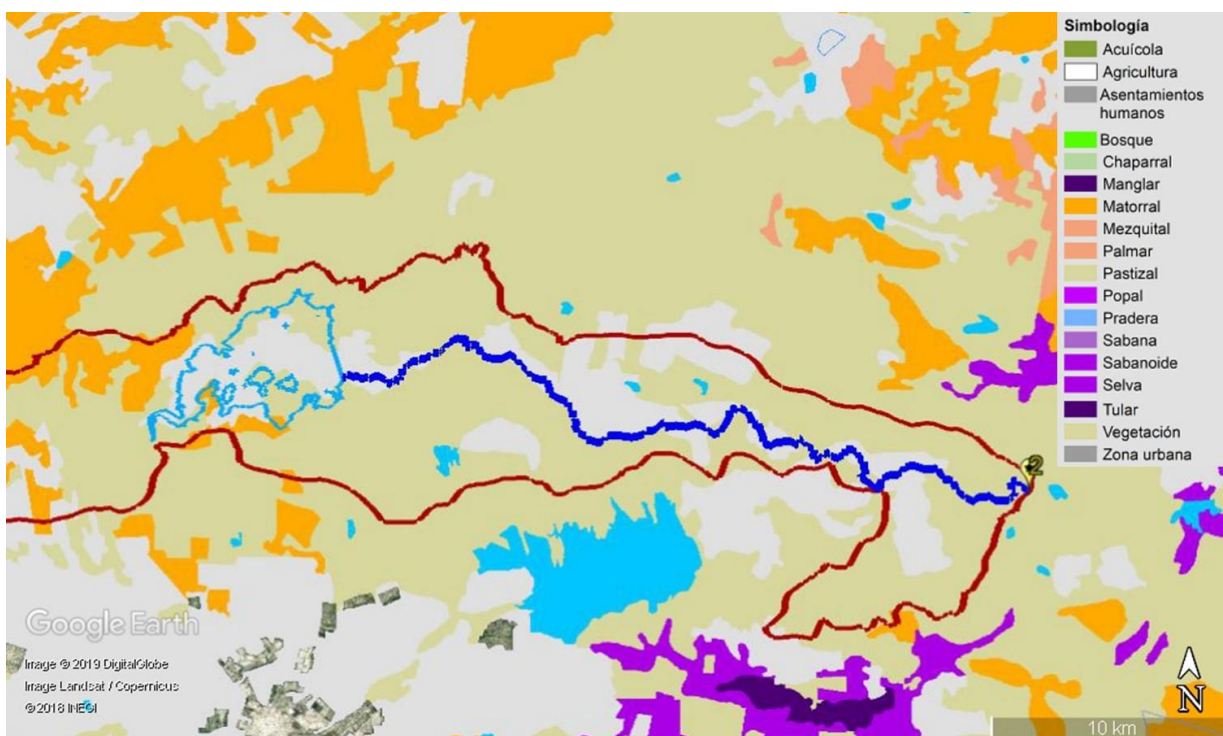 Simbología
Acuícola
Agricultura
Asentamientos
humanos
Bosque
Chaparral
Manglar
Matorral
Mezquital
Palmar
Pastizal
Popal
Pradera
Sabana
Sabanoide
Selva
Tular
Vegetación
Zona urbana
2
Google Earth
Image © 2019 DigitalGlobe
Image Landsat / Copernicus
© 2018 INEGI
N
10 km